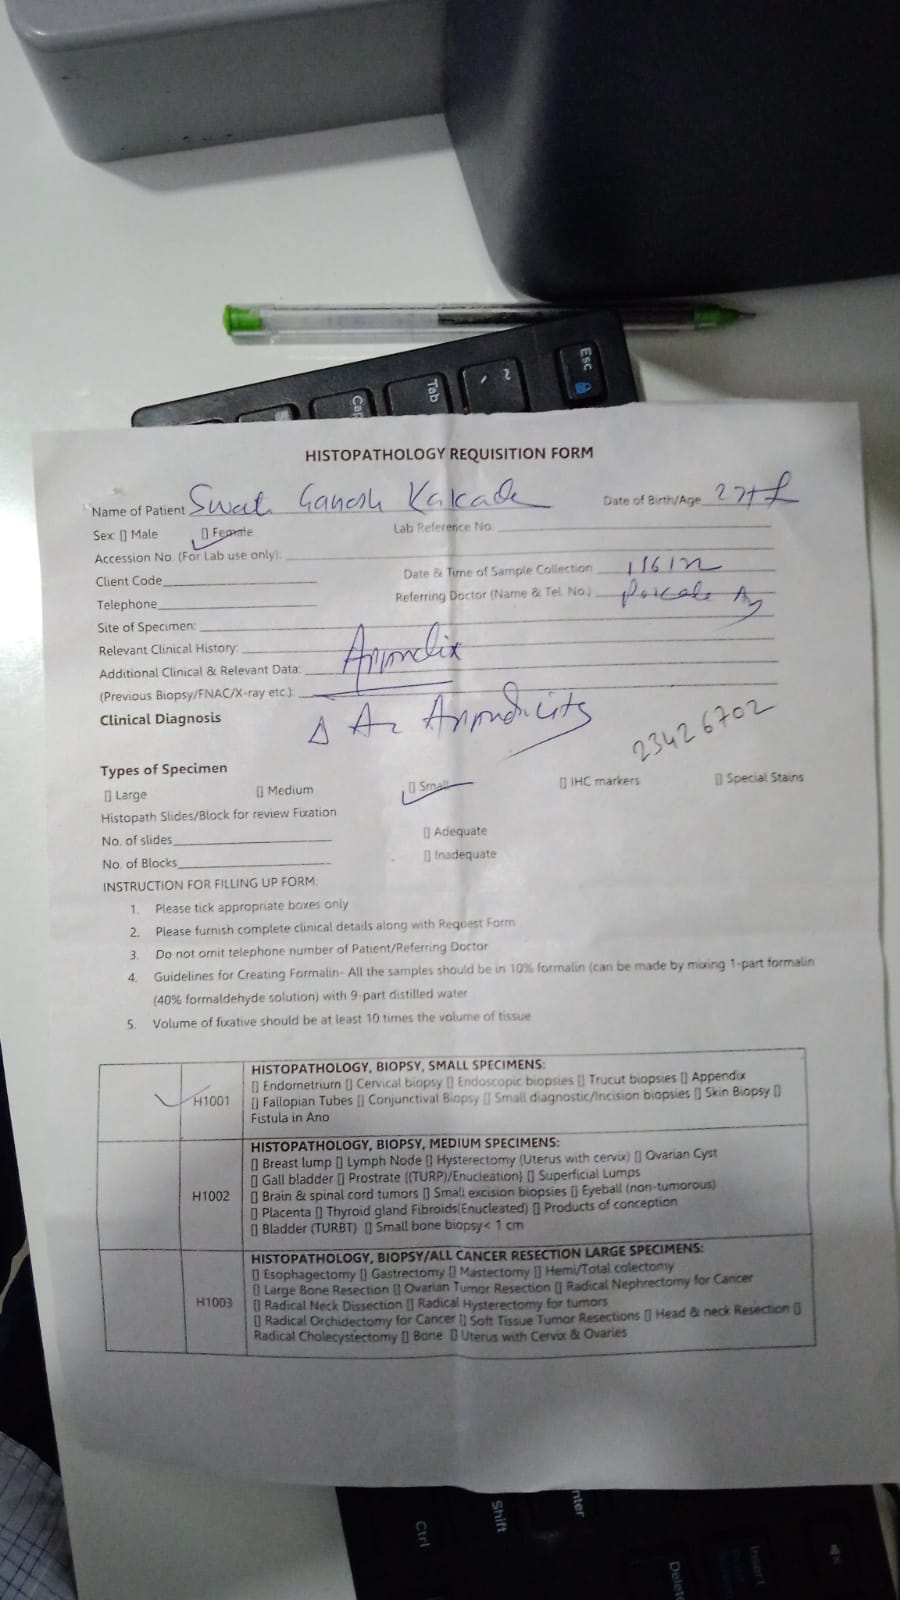 HISTOPATHOLOGY REQUISITION FORM
Name of Patient Swati Ganesh Kakade Date of Birth/Age
Sex: [] Male [] Female Lab Reference No.
Accession No. (For Lab use only):
Client Code Date & Time of Sample Collection
Telephone Referring Doctor (Name & Tel. No.)
Site of Specimen:
Relevant Clinical History: Appendix
Additional Clinical & Relevant Data:
(Previous Biopsy/FNAC/X-ray etc.):
Clinical Diagnosis Δ Ac Appendicitis
23426702
Types of Specimen
[] Large [] Medium [] Small [] IHC markers [] Special Stains
Histopath Slides/Block for review Fixation
No. of slides [] Adequate
No. of Blocks [] Inadequate
INSTRUCTION FOR FILLING UP FORM:
1. Please tick appropriate boxes only
2. Please furnish complete clinical details along with Request Form
3. Do not omit telephone number of Patient/Referring Doctor
4. Guidelines for Creating Formalin- All the samples should be in 10% formalin (can be made by mixing 1-part formalin
(40% formaldehyde solution) with 9-part distilled water
5. Volume of fixative should be at least 10 times the volume of tissue
HISTOPATHOLOGY, BIOPSY, SMALL SPECIMENS:
[] Endometrium [] Cervical biopsy [] Endoscopic biopsies [] Trucut biopsies [] Appendix
H1001 [] Fallopian Tubes [] Conjunctival Biopsy [] Small diagnostic/Incision biopsies [] Skin Biopsy []
Fistula in Ano
HISTOPATHOLOGY, BIOPSY, MEDIUM SPECIMENS:
[] Breast lump [] Lymph Node [] Hysterectomy (Uterus with cervix) [] Ovarian Cyst
[] Gall bladder [] Prostrate ((TURP)/Enucleation) [] Superficial Lumps
H1002 [] Brain & spinal cord tumors [] Small excision biopsies [] Eyeball (non-tumorous)
[] Placenta [] Thyroid gland Fibroids(Enucleated) [] Products of conception
[] Bladder (TURBT) [] Small bone biopsy< 1 cm
HISTOPATHOLOGY, BIOPSY/ALL CANCER RESECTION LARGE SPECIMENS:
[] Esophagectomy [] Gastrectomy [] Mastectomy [] Hemi/Total colectomy
[] Large Bone Resection [] Ovarian Tumor Resection [] Radical Nephrectomy for Cancer
H1003 [] Radical Neck Dissection [] Radical Hysterectomy for tumors
[] Radical Orchidectomy for Cancer [] Soft Tissue Tumor Resections [] Head & neck Resection []
Radical Cholecystectomy [] Bone [] Uterus with Cervix & Ovaries
Esc
~
Tab
Shift
Ctrl
Insert